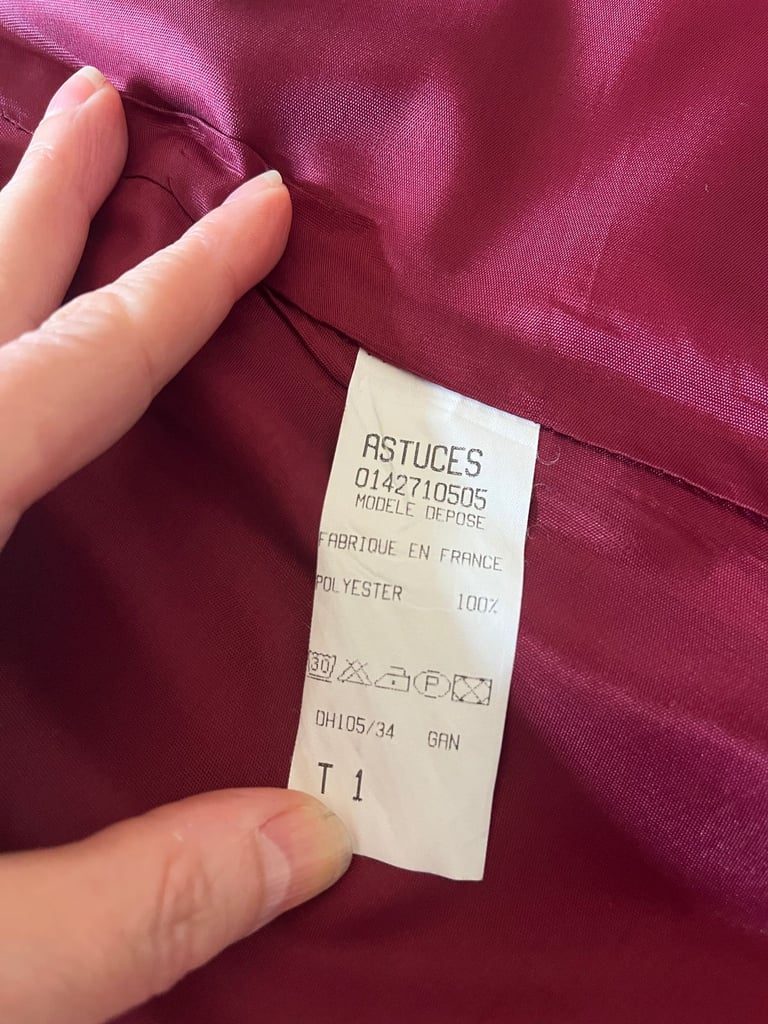 ASTUCES
0142710505
MODELE DEPOSE
FABRIQUE EN FRANCE
POLYESTER 100%
30 P
DH105/34 GAN
T 1